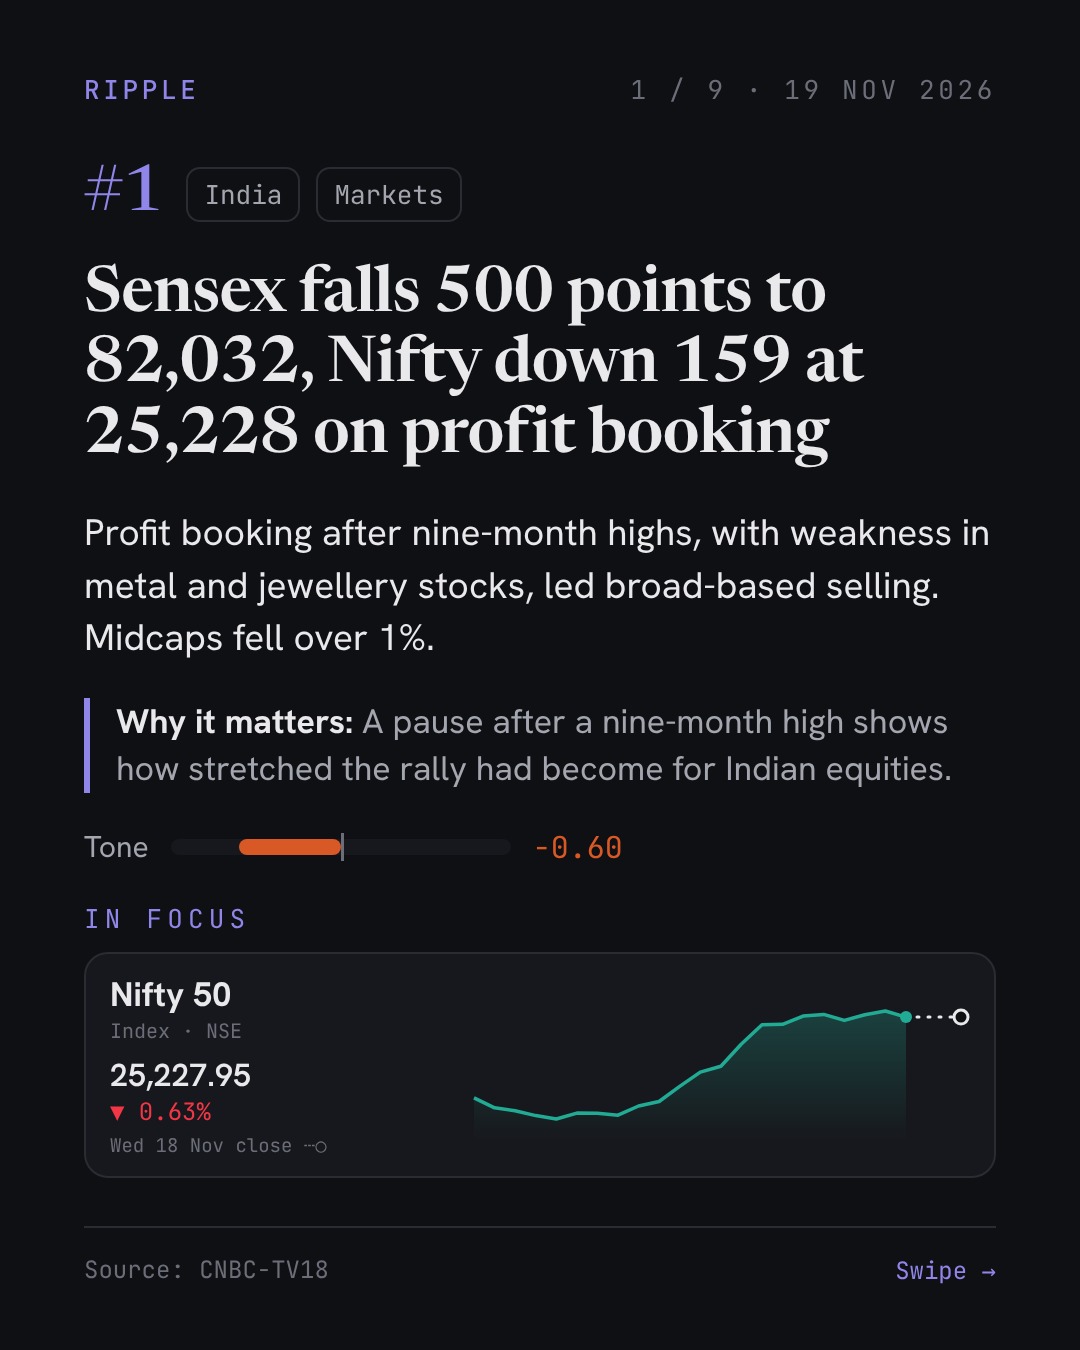 RIPPLE
1 / 9 · 19 NOV 2026
#1 India Markets
Sensex falls 500 points to
82,032, Nifty down 159 at
25,228 on profit booking
Profit booking after nine-month highs, with weakness in
metal and jewellery stocks, led broad-based selling.
Midcaps fell over 1%.
Why it matters: A pause after a nine-month high shows
how stretched the rally had become for Indian equities.
Tone -0.60
IN FOCUS
Nifty 50
Index · NSE
25,227.95
▼ 0.63%
Wed 18 Nov close ┄○
Source: CNBC-TV18
Swipe →